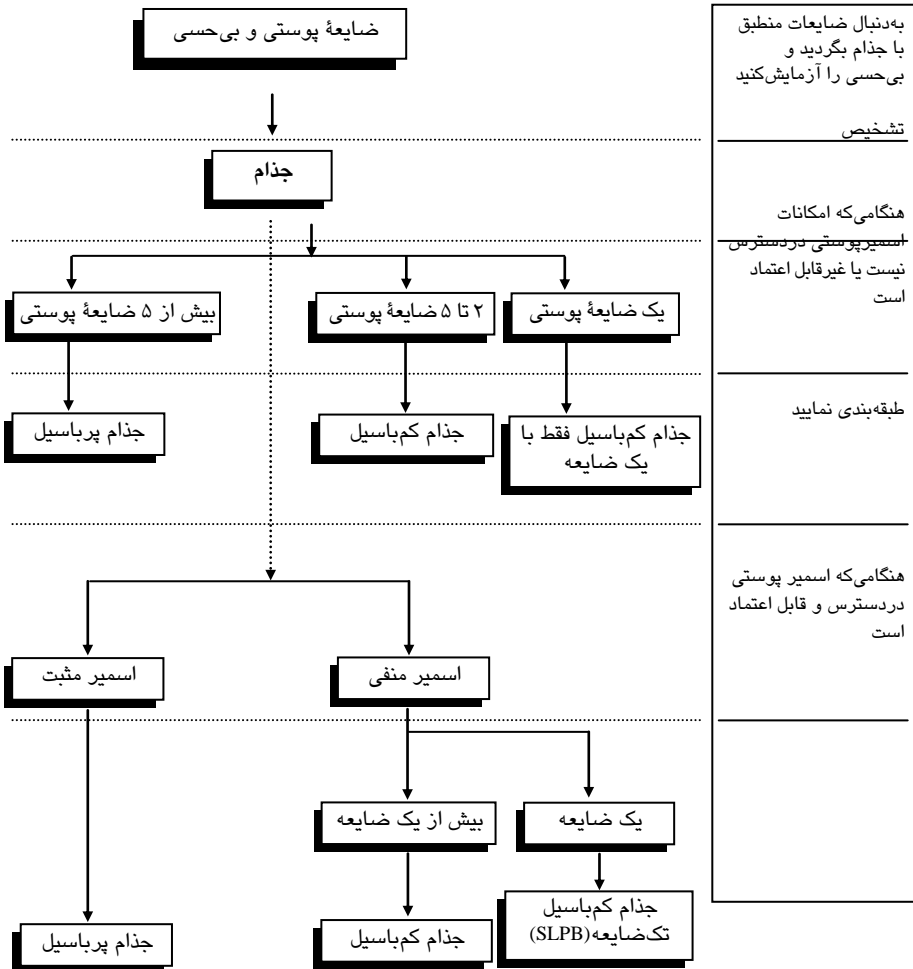 ضایعهٔ پوستی و بی‌حسی
به‌دنبال ضایعات منطبق
با جذام بگردید و
بی‌حسی را آزمایش‌کنید
تشخیص
جذام
هنگامی‌که امکانات
اسمیرپوستی دردسترس
نیست یا غیرقابل اعتماد
است
یک ضایعهٔ پوستی
۲ تا ۵ ضایعهٔ پوستی
بیش از ۵ ضایعهٔ پوستی
طبقه‌بندی نمایید
جذام کم‌باسیل فقط با
یک ضایعه
جذام کم‌باسیل
جذام پرباسیل
هنگامی‌که اسمیر پوستی
دردسترس و قابل اعتماد
است
اسمیر منفی
اسمیر مثبت
یک ضایعه
بیش از یک ضایعه
جذام کم‌باسیل
تک‌ضایعه(SLPB)
جذام کم‌باسیل
جذام پرباسیل